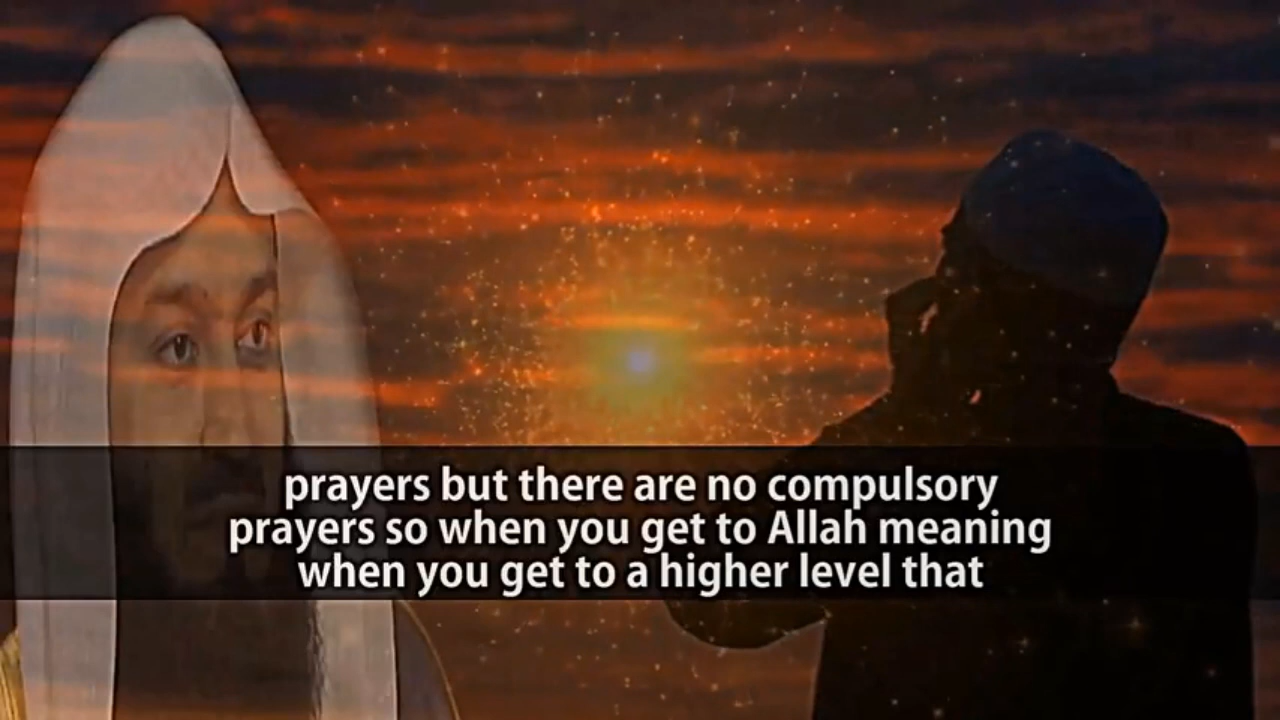 prayers but there are no compulsory
prayers so when you get to Allah meaning
when you get to a higher level that